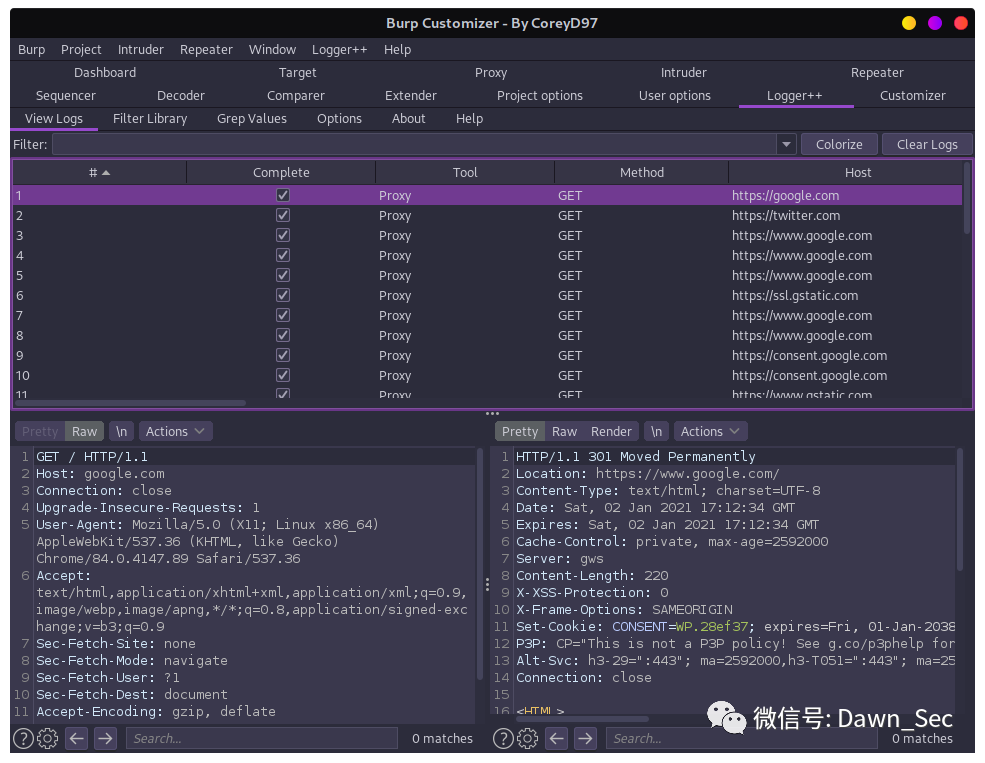 Burp Customizer - By CoreyD97
Burp Project Intruder Repeater Window Logger++ Help
Dashboard Target Proxy Intruder Repeater
Sequencer Decoder Comparer Extender Project options User options Logger++ Customizer
View Logs Filter Library Grep Values Options About Help
Filter: Colorize Clear Logs
# Complete Tool Method Host
1 Proxy GET https://google.com
2 Proxy GET https://twitter.com
3 Proxy GET https://www.google.com
4 Proxy GET https://www.google.com
5 Proxy GET https://www.google.com
6 Proxy GET https://ssl.gstatic.com
7 Proxy GET https://www.google.com
8 Proxy GET https://www.google.com
9 Proxy GET https://consent.google.com
10 Proxy GET https://consent.google.com
11 Proxy GET https://www.gstatic.com
Pretty Raw \n Actions
1 GET / HTTP/1.1
2 Host: google.com
3 Connection: close
4 Upgrade-Insecure-Requests: 1
5 User-Agent: Mozilla/5.0 (X11; Linux x86_64)
AppleWebKit/537.36 (KHTML, like Gecko)
Chrome/84.0.4147.89 Safari/537.36
6 Accept:
text/html,application/xhtml+xml,application/xml;q=0.9,
image/webp,image/apng,*/*;q=0.8,application/signed-exc
hange;v=b3;q=0.9
7 Sec-Fetch-Site: none
8 Sec-Fetch-Mode: navigate
9 Sec-Fetch-User: ?1
10 Sec-Fetch-Dest: document
11 Accept-Encoding: gzip, deflate
? Search... 0 matches
Pretty Raw Render \n Actions
1 HTTP/1.1 301 Moved Permanently
2 Location: https://www.google.com/
3 Content-Type: text/html; charset=UTF-8
4 Date: Sat, 02 Jan 2021 17:12:34 GMT
5 Expires: Sat, 02 Jan 2021 17:12:34 GMT
6 Cache-Control: private, max-age=2592000
7 Server: gws
8 Content-Length: 220
9 X-XSS-Protection: 0
10 X-Frame-Options: SAMEORIGIN
11 Set-Cookie: CONSENT=WP.28ef37; expires=Fri, 01-Jan-2038
12 P3P: CP="This is not a P3P policy! See g.co/p3phelp for
13 Alt-Svc: h3-29=":443"; ma=2592000,h3-T051=":443"; ma=25
14 Connection: close
15
16 <HTML>
微信号: Dawn_Sec
? Search... 0 matches